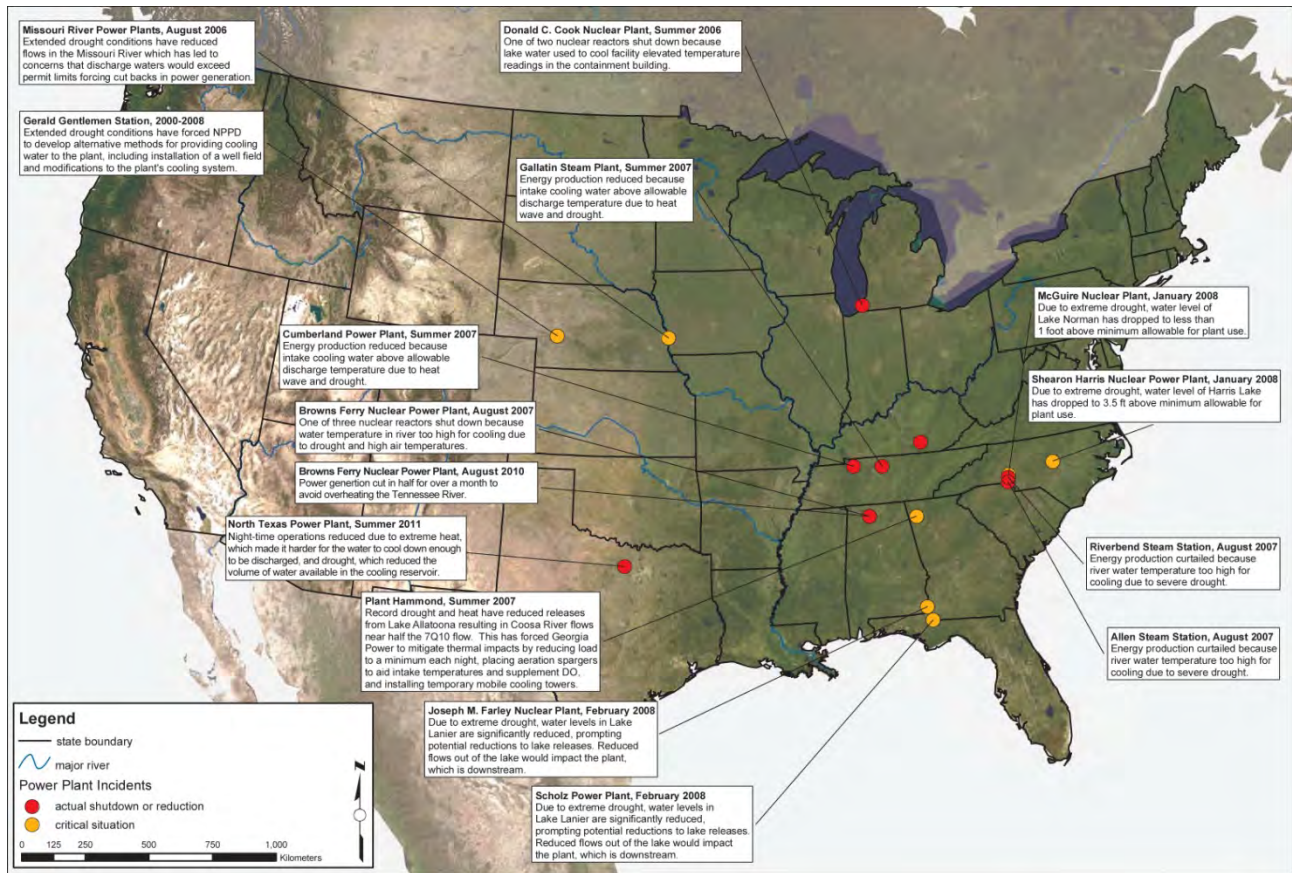 Missouri River Power Plants, August 2006
Extended drought conditions have reduced
flows in the Missouri River which has led to
concerns that discharge waters would exceed
permit limits forcing cut backs in power generation.
Donald C. Cook Nuclear Plant, Summer 2006
One of two nuclear reactors shut down because
lake water used to cool facility elevated temperature
readings in the containment building.
Gerald Gentlemen Station, 2000-2008
Extended drought conditions have forced NPPD
to develop alternative methods for providing cooling
water to the plant, including installation of a well field
and modifications to the plant's cooling system.
Gallatin Steam Plant, Summer 2007
Energy production reduced because
intake cooling water above allowable
discharge temperature due to heat
wave and drought.
McGuire Nuclear Plant, January 2008
Due to extreme drought, water level of
Lake Norman has dropped to less than
1 foot above minimum allowable for plant use.
Cumberland Power Plant, Summer 2007
Energy production reduced because
intake cooling water above allowable
discharge temperature due to heat
wave and drought.
Shearon Harris Nuclear Power Plant, January 2008
Due to extreme drought, water level of Harris Lake
has dropped to 3.5 ft above minimum allowable for
plant use.
Browns Ferry Nuclear Power Plant, August 2007
One of three nuclear reactors shut down because
water temperature in river too high for cooling due
to drought and high air temperatures.
Browns Ferry Nuclear Power Plant, August 2010
Power genertion cut in half for over a month to
avoid overheating the Tennessee River.
North Texas Power Plant, Summer 2011
Night-time operations reduced due to extreme heat,
which made it harder for the water to cool down enough
to be discharged, and drought, which reduced the
volume of water available in the cooling reservoir.
Riverbend Steam Station, August 2007
Energy production curtailed because
river water temperature too high for
cooling due to severe drought.
Plant Hammond, Summer 2007
Record drought and heat have reduced releases
from Lake Allatoona resulting in Coosa River flows
near half the 7Q10 flow. This has forced Georgia
Power to mitigate thermal impacts by reducing load
to a minimum each night, placing aeration spargers
to aid intake temperatures and supplement DO,
and installing temporary mobile cooling towers.
Allen Steam Station, August 2007
Energy production curtailed because
river water temperature too high for
cooling due to severe drought.
Joseph M. Farley Nuclear Plant, February 2008
Due to extreme drought, water levels in Lake
Lanier are significantly reduced, prompting
potential reductions to lake releases. Reduced
flows out of the lake would impact the plant,
which is downstream.
Scholz Power Plant, February 2008
Due to extreme drought, water levels in
Lake Lanier are significantly reduced,
prompting potential reductions to lake releases.
Reduced flows out of the lake would impact
the plant, which is downstream.
Legend
state boundary
major river
Power Plant Incidents
actual shutdown or reduction
critical situation
N
0 125 250 500 750 1,000
Kilometers